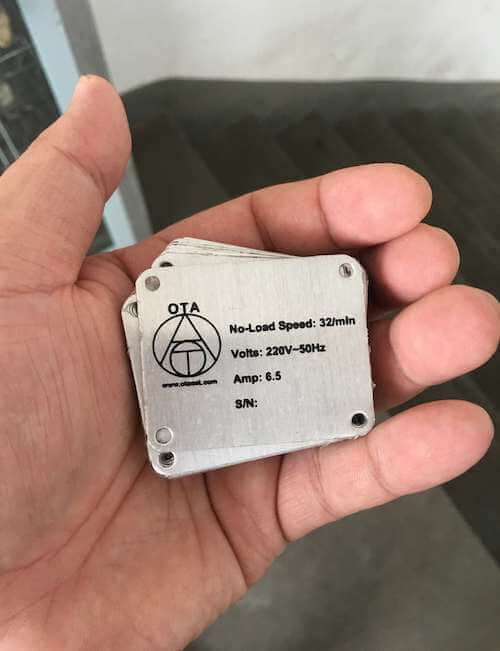 OTA
No-Load Speed: 32/min
Volts: 220V~50Hz
Amp: 6.5
S/N: